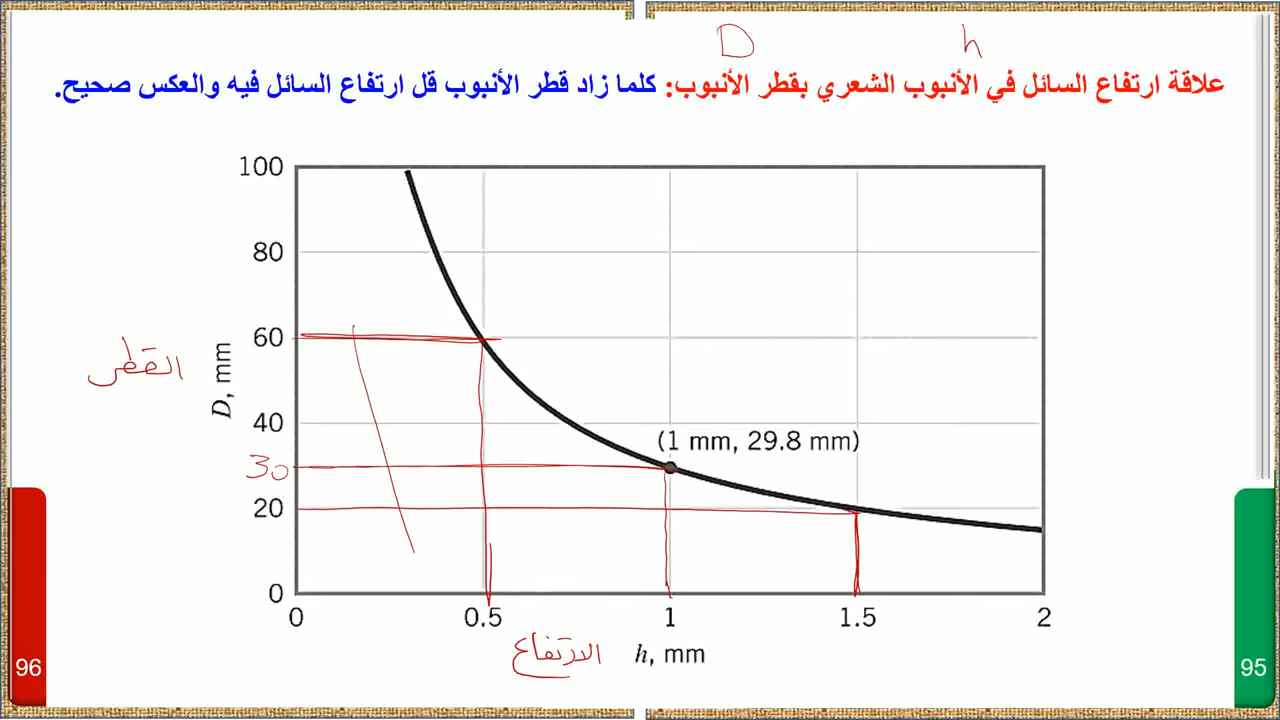 D h
علاقة ارتفاع السائل في الأنبوب الشعري بقطر الأنبوب: كلما زاد قطر الأنبوب قل ارتفاع السائل فيه والعكس صحيح.
100
80
60
القطر
D, mm
40
(1 mm, 29.8 mm)
30
20
0
0 0.5 1 1.5 2
الارتفاع h, mm
96
95